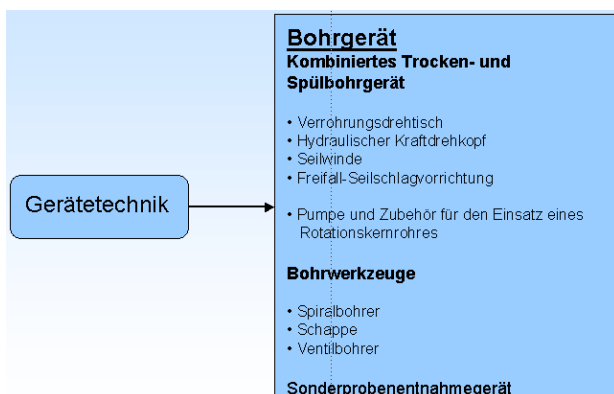 Gerätetechnik
Bohrgerät
Kombiniertes Trocken- und
Spülbohrgerät
• Verrohrungsdrehtisch
• Hydraulischer Kraftdrehkopf
• Seilwinde
• Freifall-Seilschlagvorrichtung
• Pumpe und Zubehör für den Einsatz eines
Rotationskernrohres
Bohrwerkzeuge
• Spiralbohrer
• Schappe
• Ventilbohrer
Sonderprobenentnahmegerät